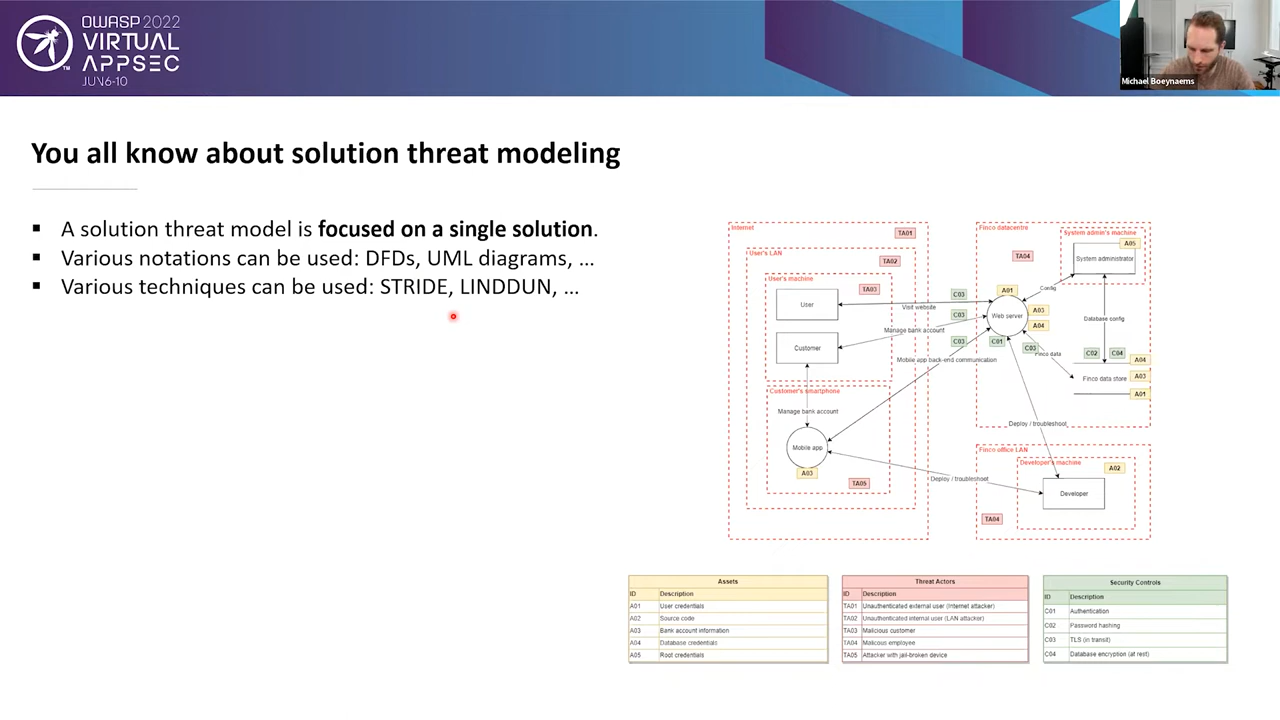 OWASP 2022
VIRTUAL
APPSEC
JUN 6-10
TM
Michael Boeynaems
You all know about solution threat modeling
▪ A solution threat model is focused on a single solution.
▪ Various notations can be used: DFDs, UML diagrams, ...
▪ Various techniques can be used: STRIDE, LINDDUN, ...
Internet
TA01
User's LAN
TA02
User's machine
TA03
User
Customer
Customer's smartphone
Manage bank account
Mobile app
A03
TA05
C03
Visit website
C03
Manage bank account
C03
Mobile app back-end communication
Deploy / troubleshoot
Finco datacentre
TA04
System admin's machine
A05
System administrator
A01
Config
Web server
A03
A04
C01
C03
Finco data
Database config
C02
C04
A04
Finco data store
A03
A01
Deploy / troubleshoot
Finco office LAN
Developer's machine
A02
Developer
TA04
Assets
ID Description
A01 User credentials
A02 Source code
A03 Bank account information
A04 Database credentials
A05 Root credentials
Threat Actors
ID Description
TA01 Unauthenticated external user (Internet attacker)
TA02 Unauthenticated internal user (LAN attacker)
TA03 Malicious customer
TA04 Malicous employee
TA05 Attacker with jail-broken device
Security Controls
ID Description
C01 Authentication
C02 Password hashing
C03 TLS (in transit)
C04 Database encryption (at rest)